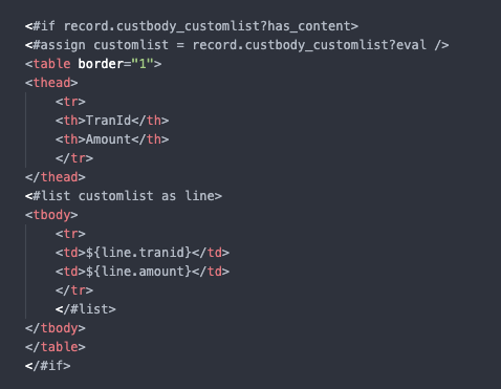 <#if record.custbody_customlist?has_content>
<#assign customlist = record.custbody_customlist?eval />
<table border="1">
<thead>
<tr>
<th>TranId</th>
<th>Amount</th>
</tr>
</thead>
<#list customlist as line>
<tbody>
<tr>
<td>${line.tranid}</td>
<td>${line.amount}</td>
</tr>
</#list>
</tbody>
</table>
</#if>